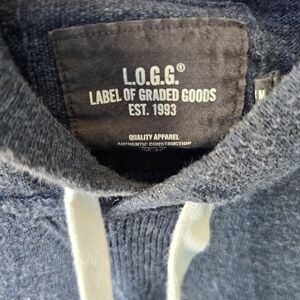 L.O.G.G.®
LABEL OF GRADED GOODS
EST. 1993
M
QUALITY APPAREL
AUTHENTIC CONSTRUCTION